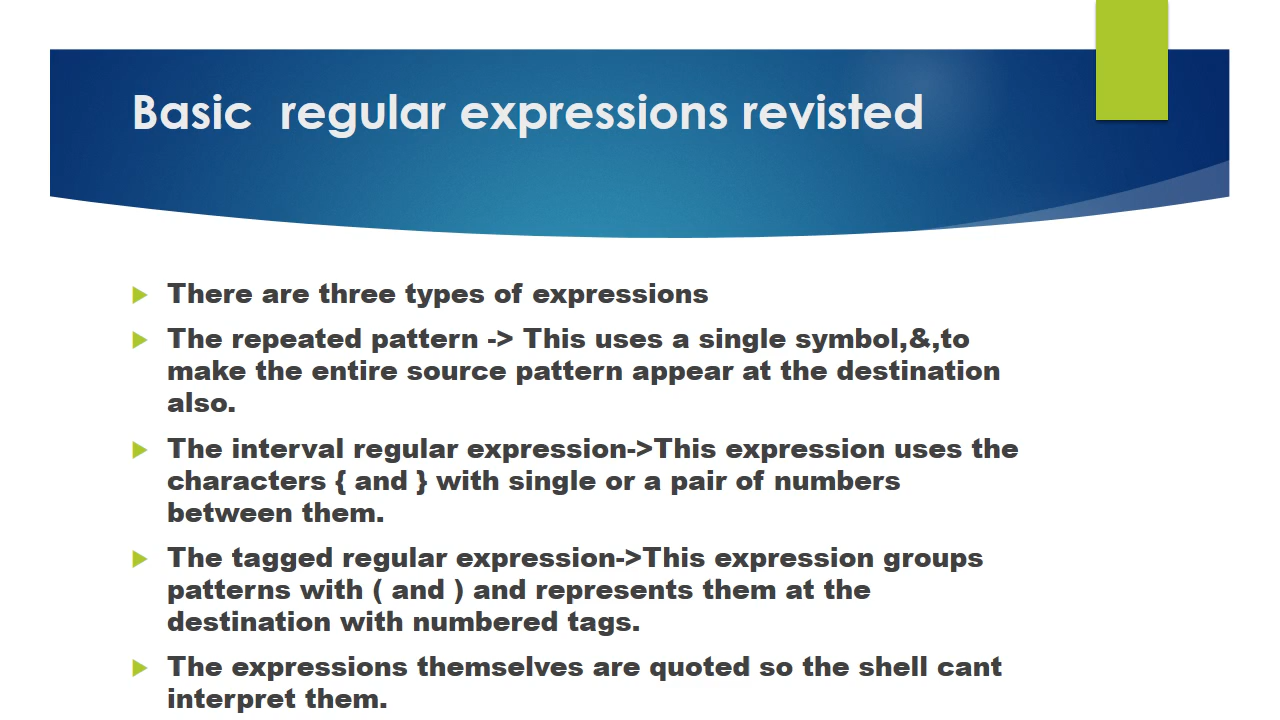 Basic  regular expressions revisted
There are three types of expressions
The repeated pattern -> This uses a single symbol,&,to
make the entire source pattern appear at the destination
also.
The interval regular expression->This expression uses the
characters { and } with single or a pair of numbers
between them.
The tagged regular expression->This expression groups
patterns with ( and ) and represents them at the
destination with numbered tags.
The expressions themselves are quoted so the shell cant
interpret them.